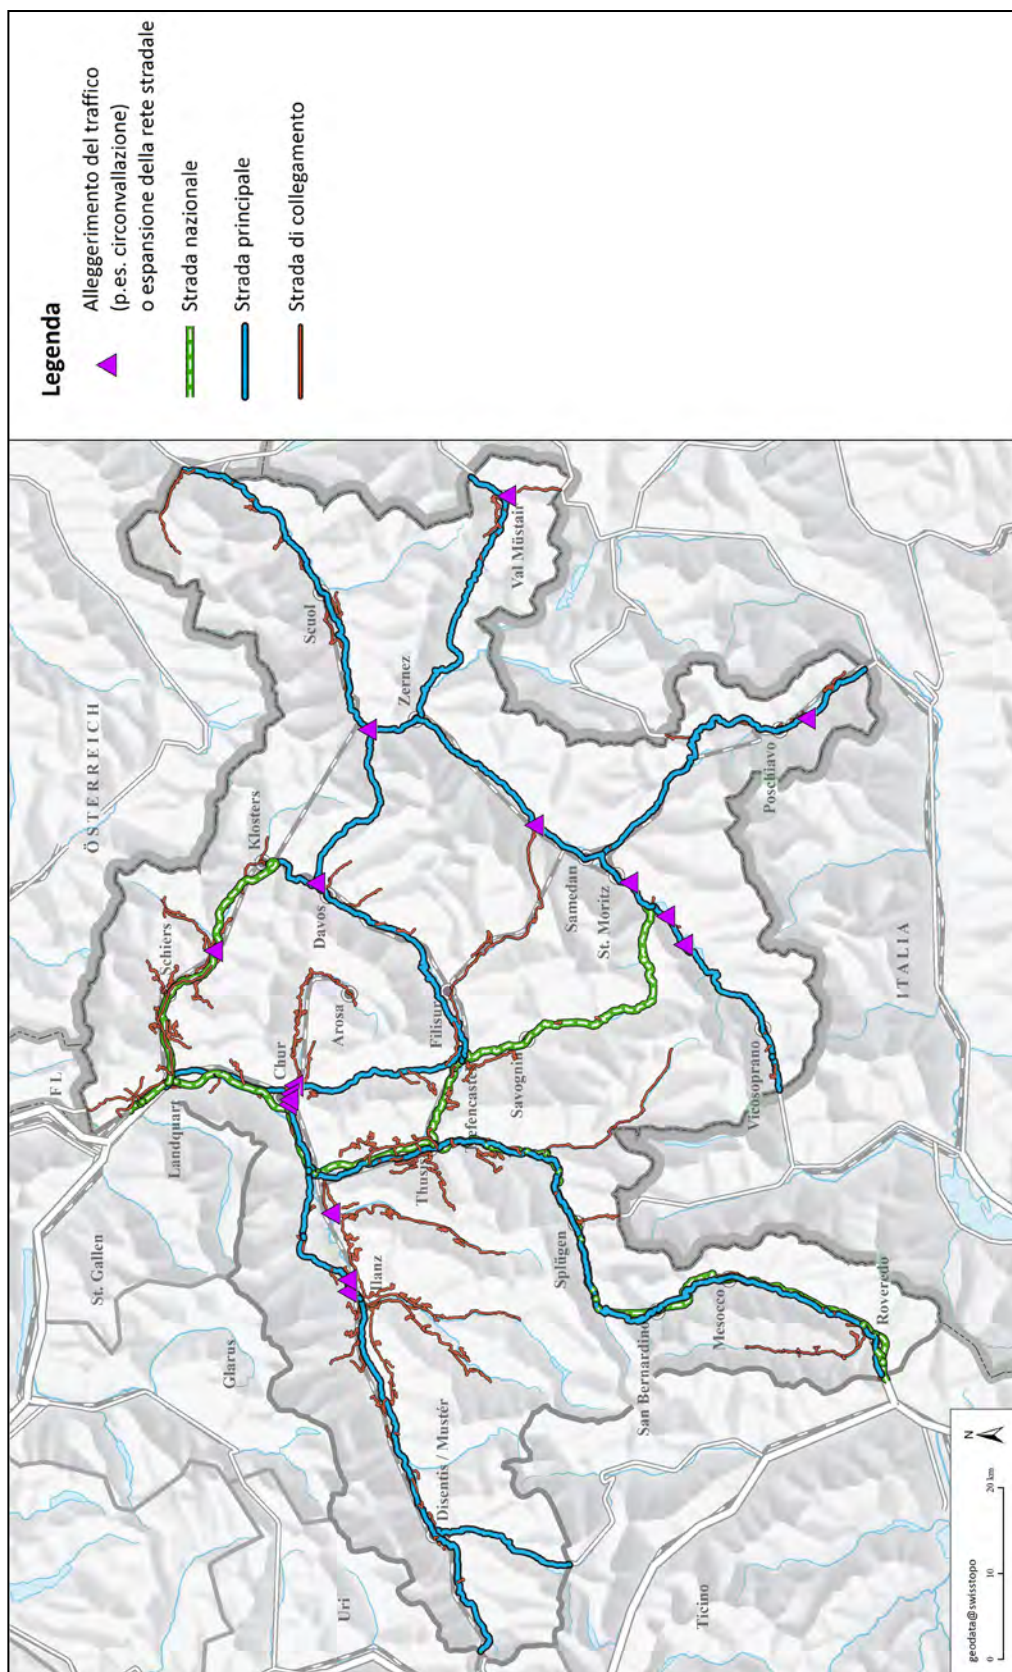 Legenda
Alleggerimento del traffico
(p.es. circonvallazione)
o espansione della rete stradale
Strada nazionale
Strada principale
Strada di collegamento
ÖSTERREICH
FL
St. Gallen
Glarus
Uri
Ticino
ITALIA
Landquart
Schiers
Klosters
Chur
Arosa
Davos
Scuol
Zernez
Val Müstair
Ilanz
Disentis / Mustér
Thusis
Tiefencastel
Filisur
Savognin
Samedan
St. Moritz
Poschiavo
Vicosoprano
Splügen
San Bernardino
Mesocco
Roveredo
N
0 10 20 km
geodata@swisstopo